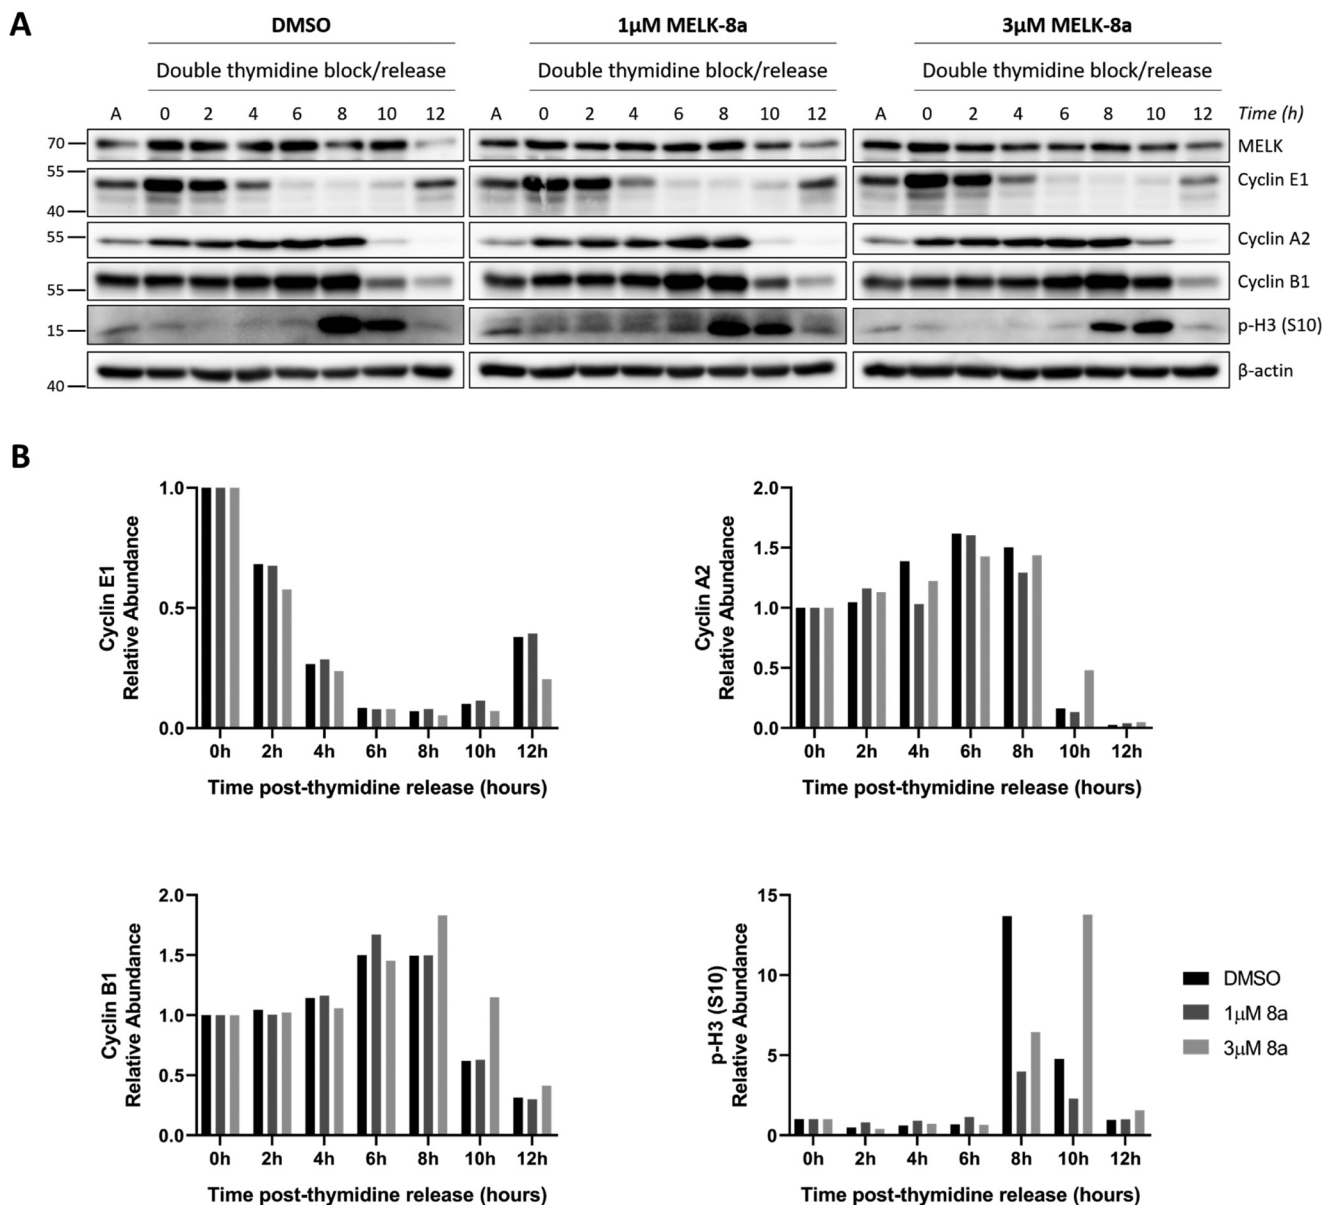 A
DMSO
1μM MELK-8a
3μM MELK-8a
Double thymidine block/release
Double thymidine block/release
Double thymidine block/release
A 0 2 4 6 8 10 12
A 0 2 4 6 8 10 12
A 0 2 4 6 8 10 12
Time (h)
70
MELK
55
40
Cyclin E1
55
Cyclin A2
55
Cyclin B1
15
p-H3 (S10)
40
β-actin
B
Cyclin E1
Relative Abundance
1.0
0.5
0.0
0h 2h 4h 6h 8h 10h 12h
Time post-thymidine release (hours)
Cyclin A2
Relative Abundance
2.0
1.5
1.0
0.5
0.0
0h 2h 4h 6h 8h 10h 12h
Time post-thymidine release (hours)
Cyclin B1
Relative Abundance
2.0
1.5
1.0
0.5
0.0
0h 2h 4h 6h 8h 10h 12h
Time post-thymidine release (hours)
p-H3 (S10)
Relative Abundance
15
10
5
0
0h 2h 4h 6h 8h 10h 12h
Time post-thymidine release (hours)
DMSO
1μM 8a
3μM 8a